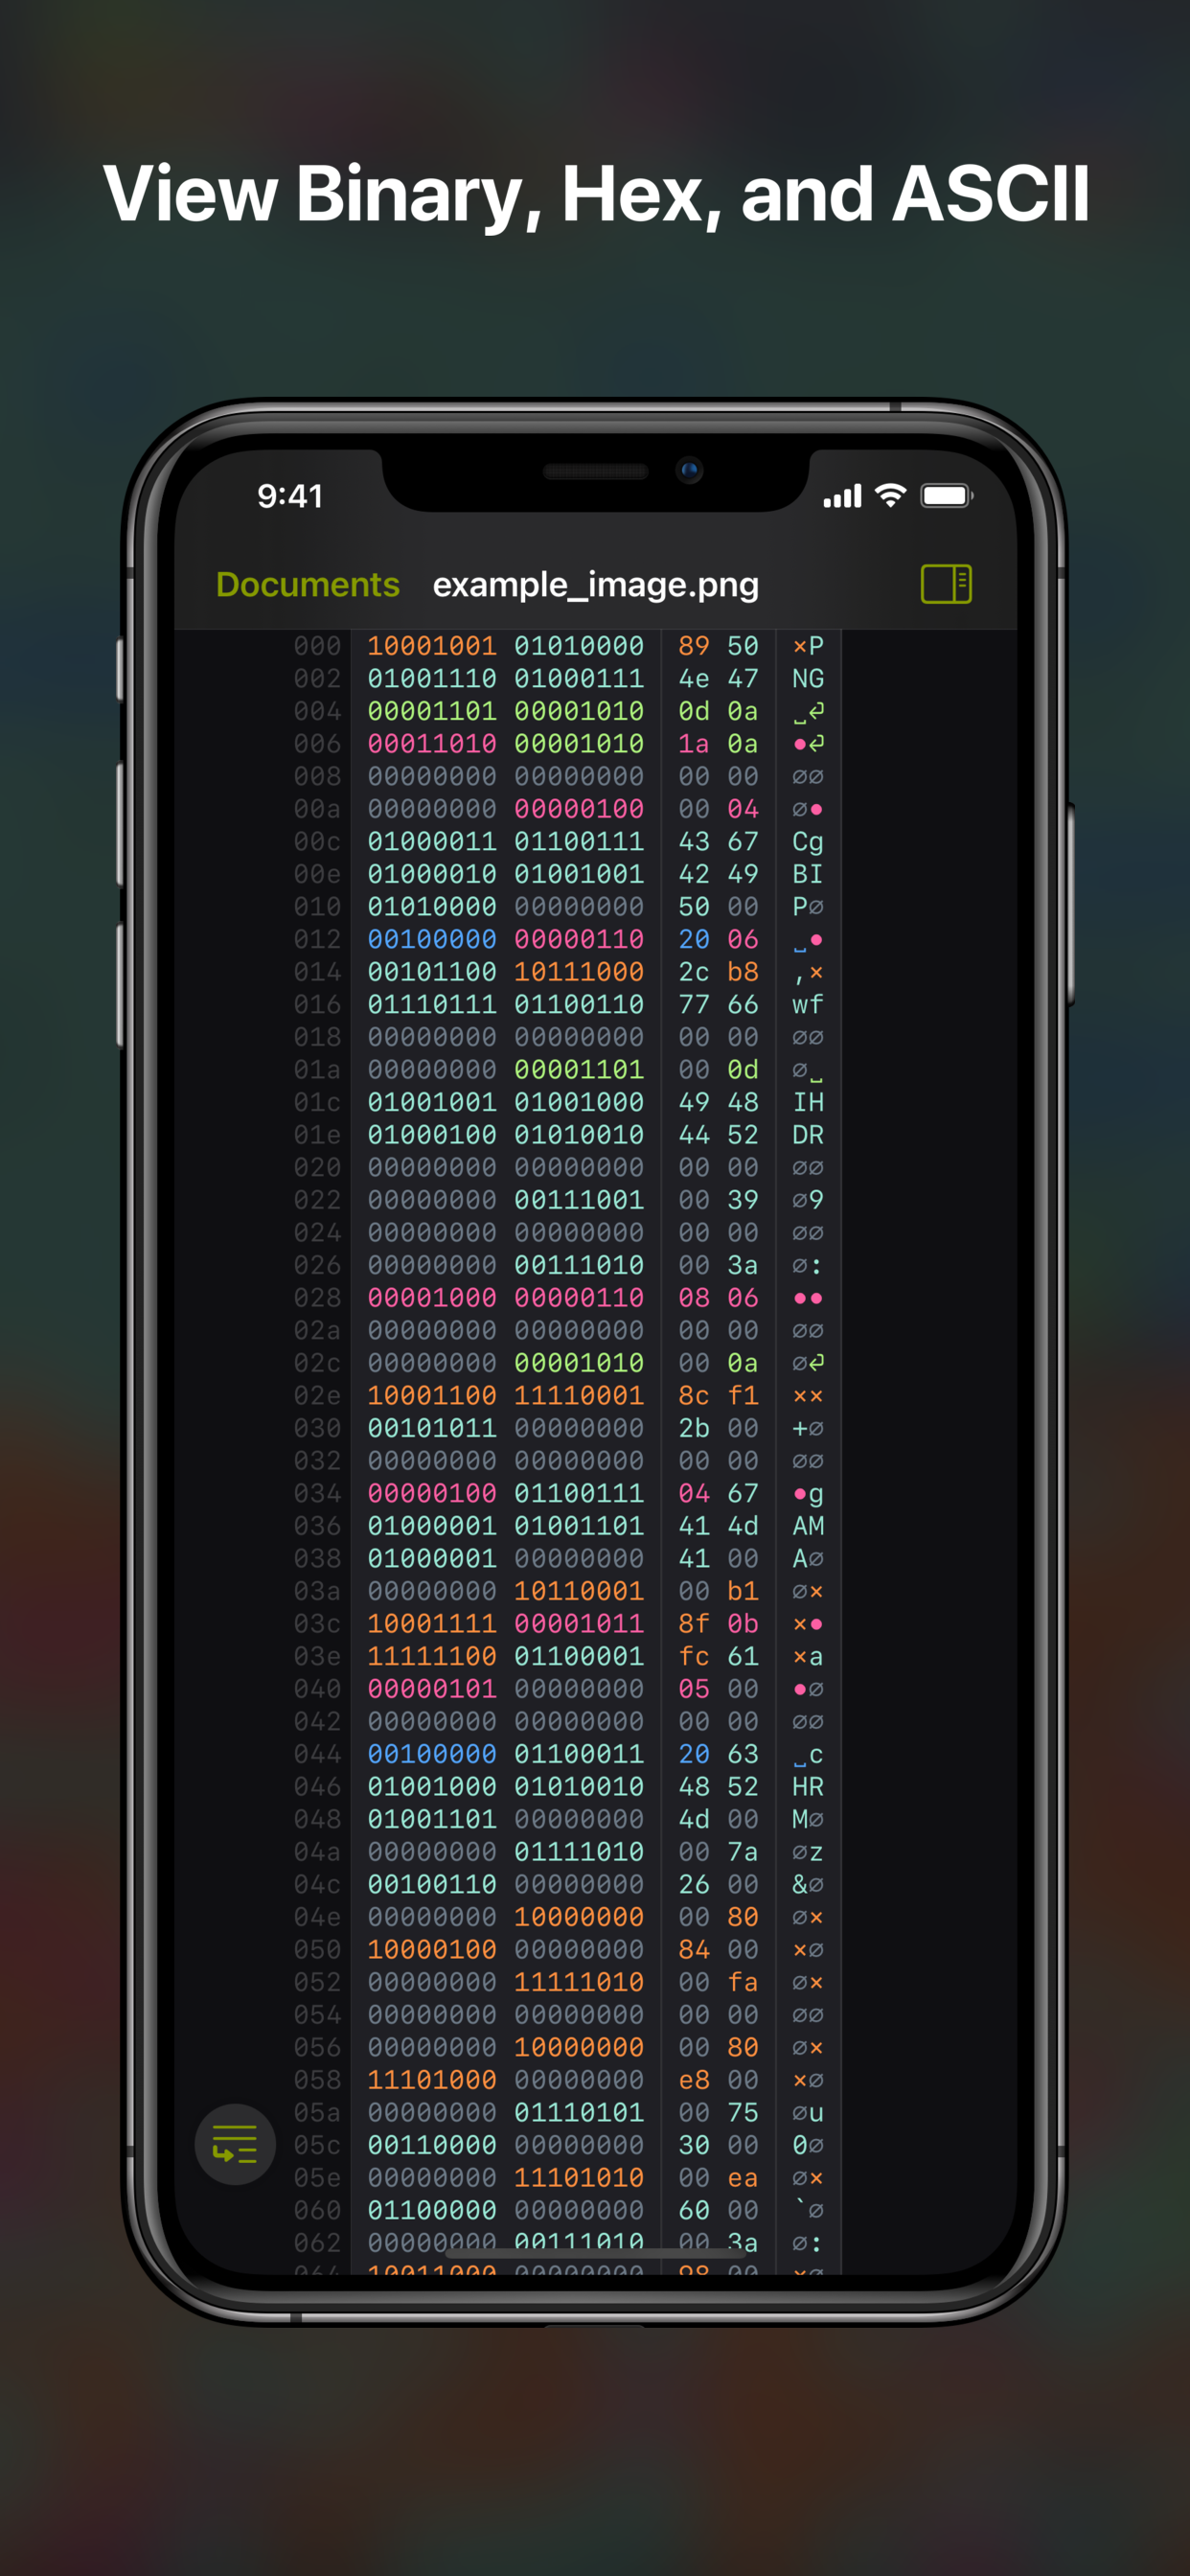 View Binary, Hex, and ASCII
9:41
Documents example_image.png
000 10001001 01010000 89 50 ×P
002 01001110 01000111 4e 47 NG
004 00001101 00001010 0d 0a ␣⏎
006 00011010 00001010 1a 0a •⏎
008 00000000 00000000 00 00 ∅∅
00a 00000000 00000100 00 04 ∅•
00c 01000011 01100111 43 67 Cg
00e 01000010 01001001 42 49 BI
010 01010000 00000000 50 00 P∅
012 00100000 00000110 20 06 ␣•
014 00101100 10111000 2c b8 ,×
016 01110111 01100110 77 66 wf
018 00000000 00000000 00 00 ∅∅
01a 00000000 00001101 00 0d ∅␣
01c 01001001 01001000 49 48 IH
01e 01000100 01010010 44 52 DR
020 00000000 00000000 00 00 ∅∅
022 00000000 00111001 00 39 ∅9
024 00000000 00000000 00 00 ∅∅
026 00000000 00111010 00 3a ∅:
028 00001000 00000110 08 06 ••
02a 00000000 00000000 00 00 ∅∅
02c 00000000 00001010 00 0a ∅⏎
02e 10001100 11110001 8c f1 ××
030 00101011 00000000 2b 00 +∅
032 00000000 00000000 00 00 ∅∅
034 00000100 01100111 04 67 •g
036 01000001 01001101 41 4d AM
038 01000001 00000000 41 00 A∅
03a 00000000 10110001 00 b1 ∅×
03c 10001111 00001011 8f 0b ×•
03e 11111100 01100001 fc 61 ×a
040 00000101 00000000 05 00 •∅
042 00000000 00000000 00 00 ∅∅
044 00100000 01100011 20 63 ␣c
046 01001000 01010010 48 52 HR
048 01001101 00000000 4d 00 M∅
04a 00000000 01111010 00 7a ∅z
04c 00100110 00000000 26 00 &∅
04e 00000000 10000000 00 80 ∅×
050 10000100 00000000 84 00 ×∅
052 00000000 11111010 00 fa ∅×
054 00000000 00000000 00 00 ∅∅
056 00000000 10000000 00 80 ∅×
058 11101000 00000000 e8 00 ×∅
05a 00000000 01110101 00 75 ∅u
05c 00110000 00000000 30 00 0∅
05e 00000000 11101010 00 ea ∅×
060 01100000 00000000 60 00 `∅
062 00000000 00111010 00 3a ∅:
064 10011000 00000000 98 00 ×∅